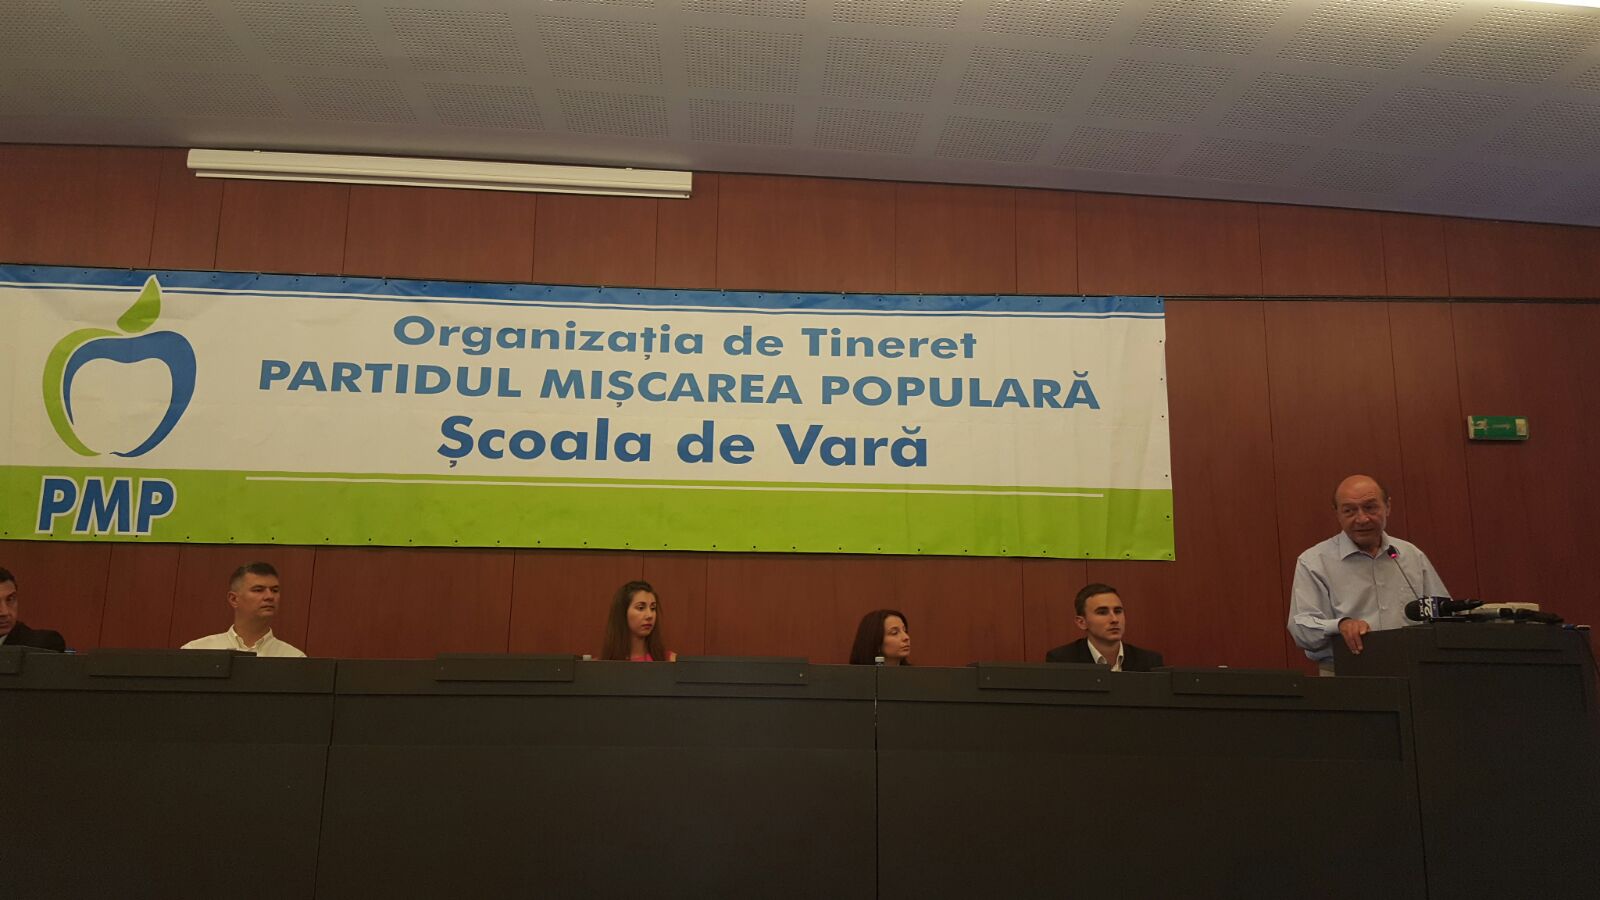 Organizația de Tineret
PARTIDUL MIȘCAREA POPULARĂ
Școala de Vară
PMP